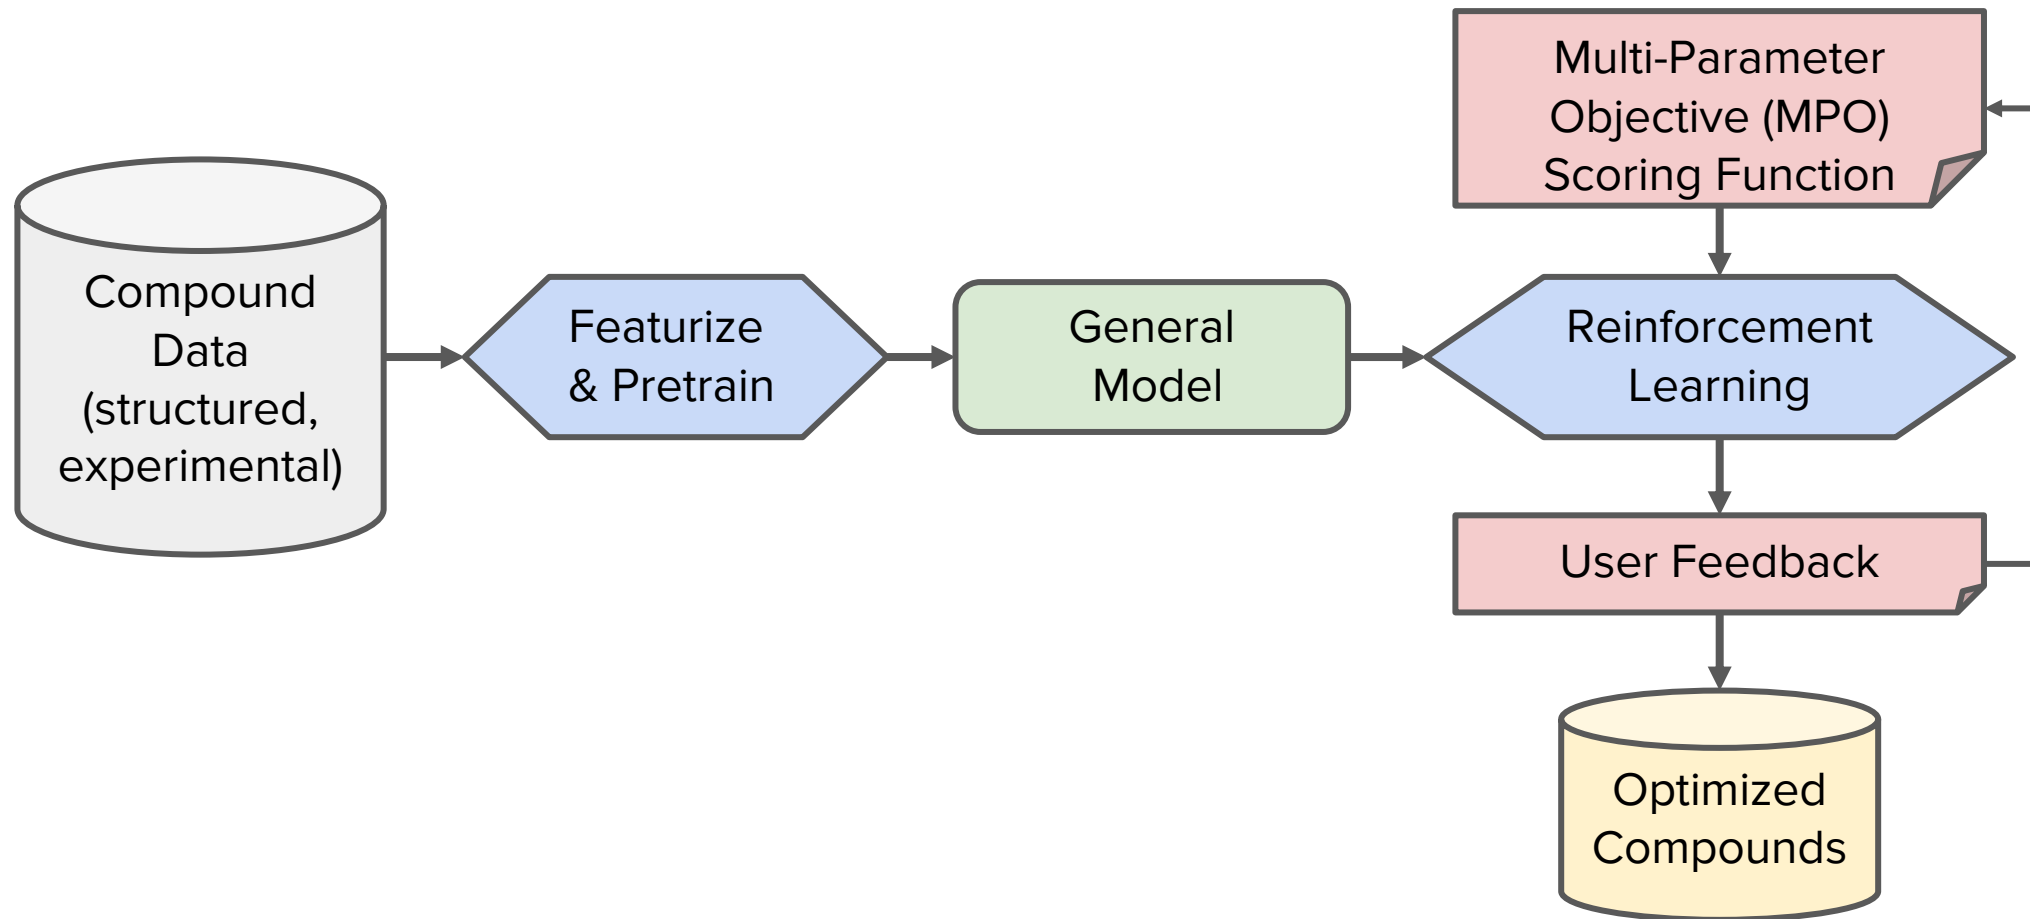 Compound
Data
(structured,
experimental)
Featurize
& Pretrain
General
Model
Multi-Parameter
Objective (MPO)
Scoring Function
Reinforcement
Learning
User Feedback
Optimized
Compounds